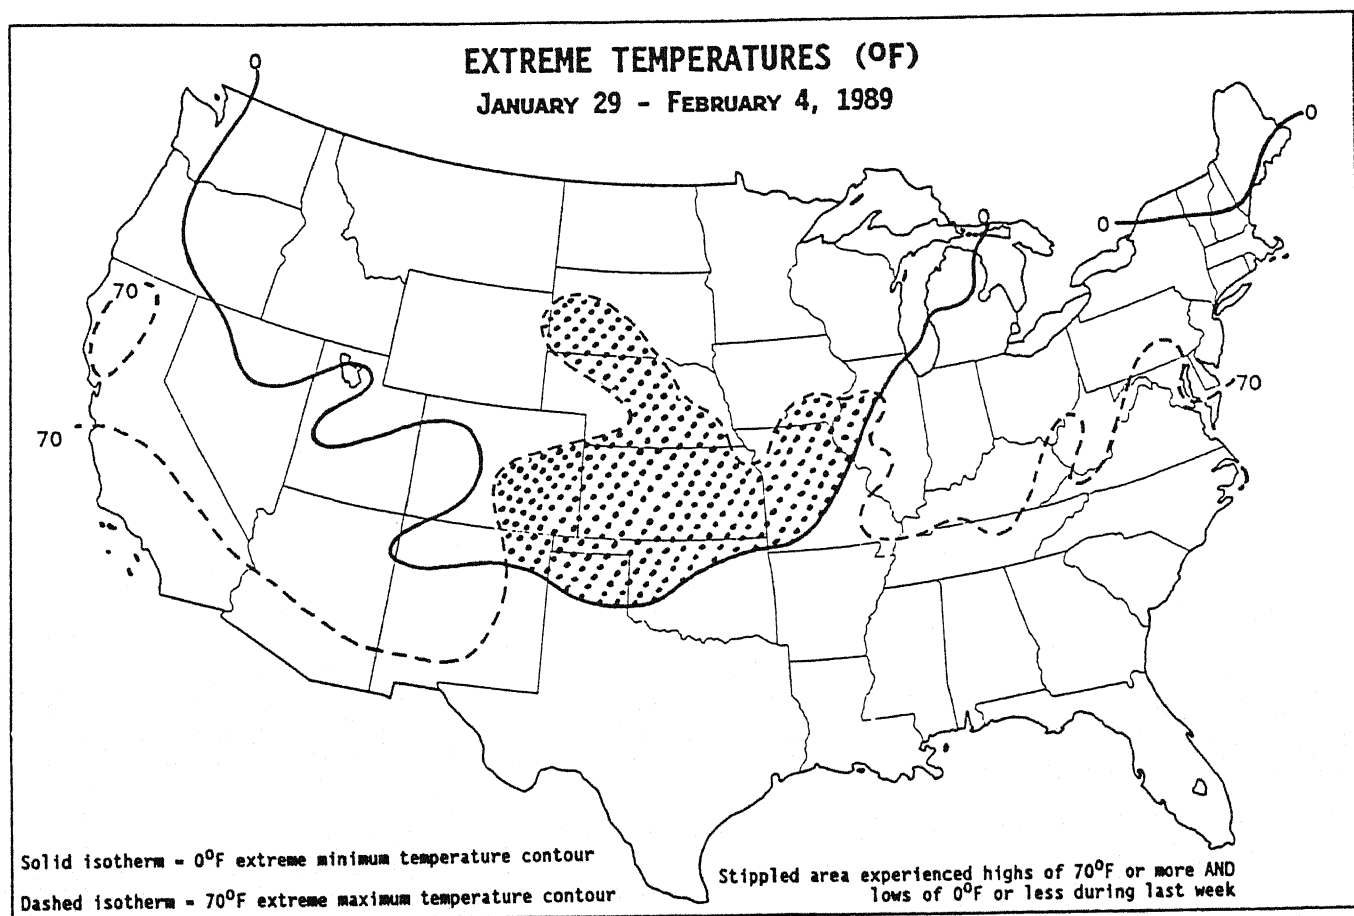 EXTREME TEMPERATURES (ºF)
JANUARY 29 - FEBRUARY 4, 1989
0
0
0
0
70
70
70
Solid isotherm = 0ºF extreme minimum temperature contour
Dashed isotherm = 70ºF extreme maximum temperature contour
Stippled area experienced highs of 70ºF or more AND
lows of 0ºF or less during last week